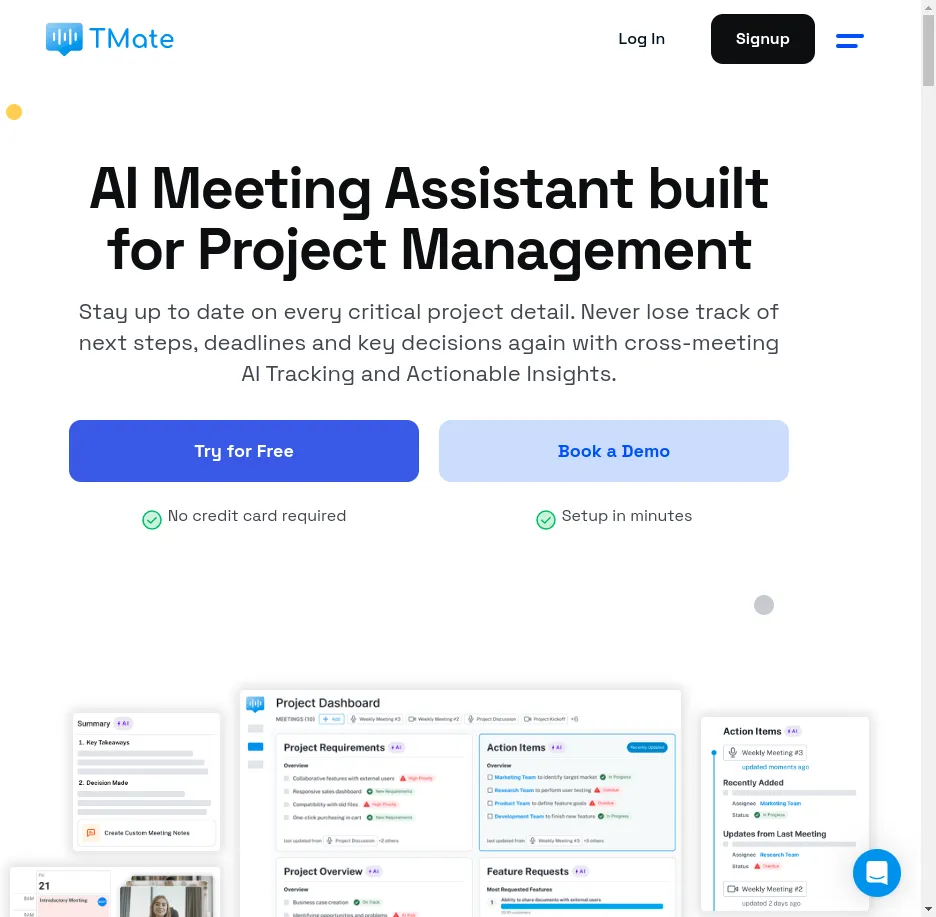 TMate
Log In
Signup
AI Meeting Assistant built
for Project Management
Stay up to date on every critical project detail. Never lose track of
next steps, deadlines and key decisions again with cross-meeting
AI Tracking and Actionable Insights.
Try for Free
Book a Demo
No credit card required
Setup in minutes
Summary AI
1. Key Takeaways
2. Decision Made
Create Custom Meeting Notes
FRI
21
8AM
Introductory Meeting
9AM
Project Dashboard
MEETINGS (10) + Add Weekly Meeting #3 Weekly Meeting #2 Project Discussion Project Kickoff +6
Project Requirements AI
Overview
Collaborative features with external users High Priority
Responsive sales dashboard New Requirements
Compatibility with old files High Priority
One-click purchasing in cart New Requirements
Last updated from Project Discussion +2 others
Action Items AI
Recently Updated
Overview
Marketing Team to identify target market In Progress
Research Team to perform user testing Overdue
Product Team to define feature goals Overdue
Development Team to finish new feature In Progress
Last updated from Weekly Meeting #3 +3 others
Project Overview AI
Overview
Business case creation On Track
Identifying opportunities and problems
Feature Requests AI
Most Requested Features
1 Ability to share documents with external users
Action Items AI
Weekly Meeting #3
updated moments ago
Recently Added
Assignee Marketing Team
Status In Progress
Updates from Last Meeting
Assignee Research Team
Status Overdue
Weekly Meeting #2
updated 2 days ago